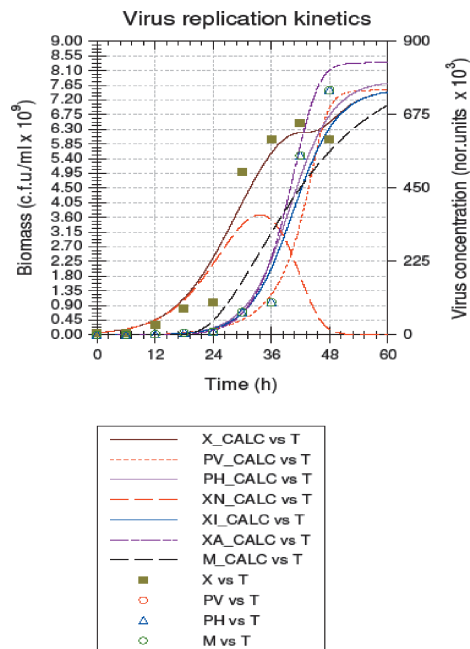 Virus replication kinetics
9.00
8.55
8.10
7.65
7.20
6.75
6.30
5.85
5.40
4.95
4.50
4.05
3.60
3.15
2.70
2.25
1.80
1.35
0.90
0.45
0.00
Biomass (c.f.u./ml x 10⁹)
900
675
450
225
0
Virus concentration (nor.units x 10³)
0 12 24 36 48 60
Time (h)
X_CALC vs T
PV_CALC vs T
PH_CALC vs T
XN_CALC vs T
XI_CALC vs T
XA_CALC vs T
M_CALC vs T
X vs T
PV vs T
PH vs T
M vs T